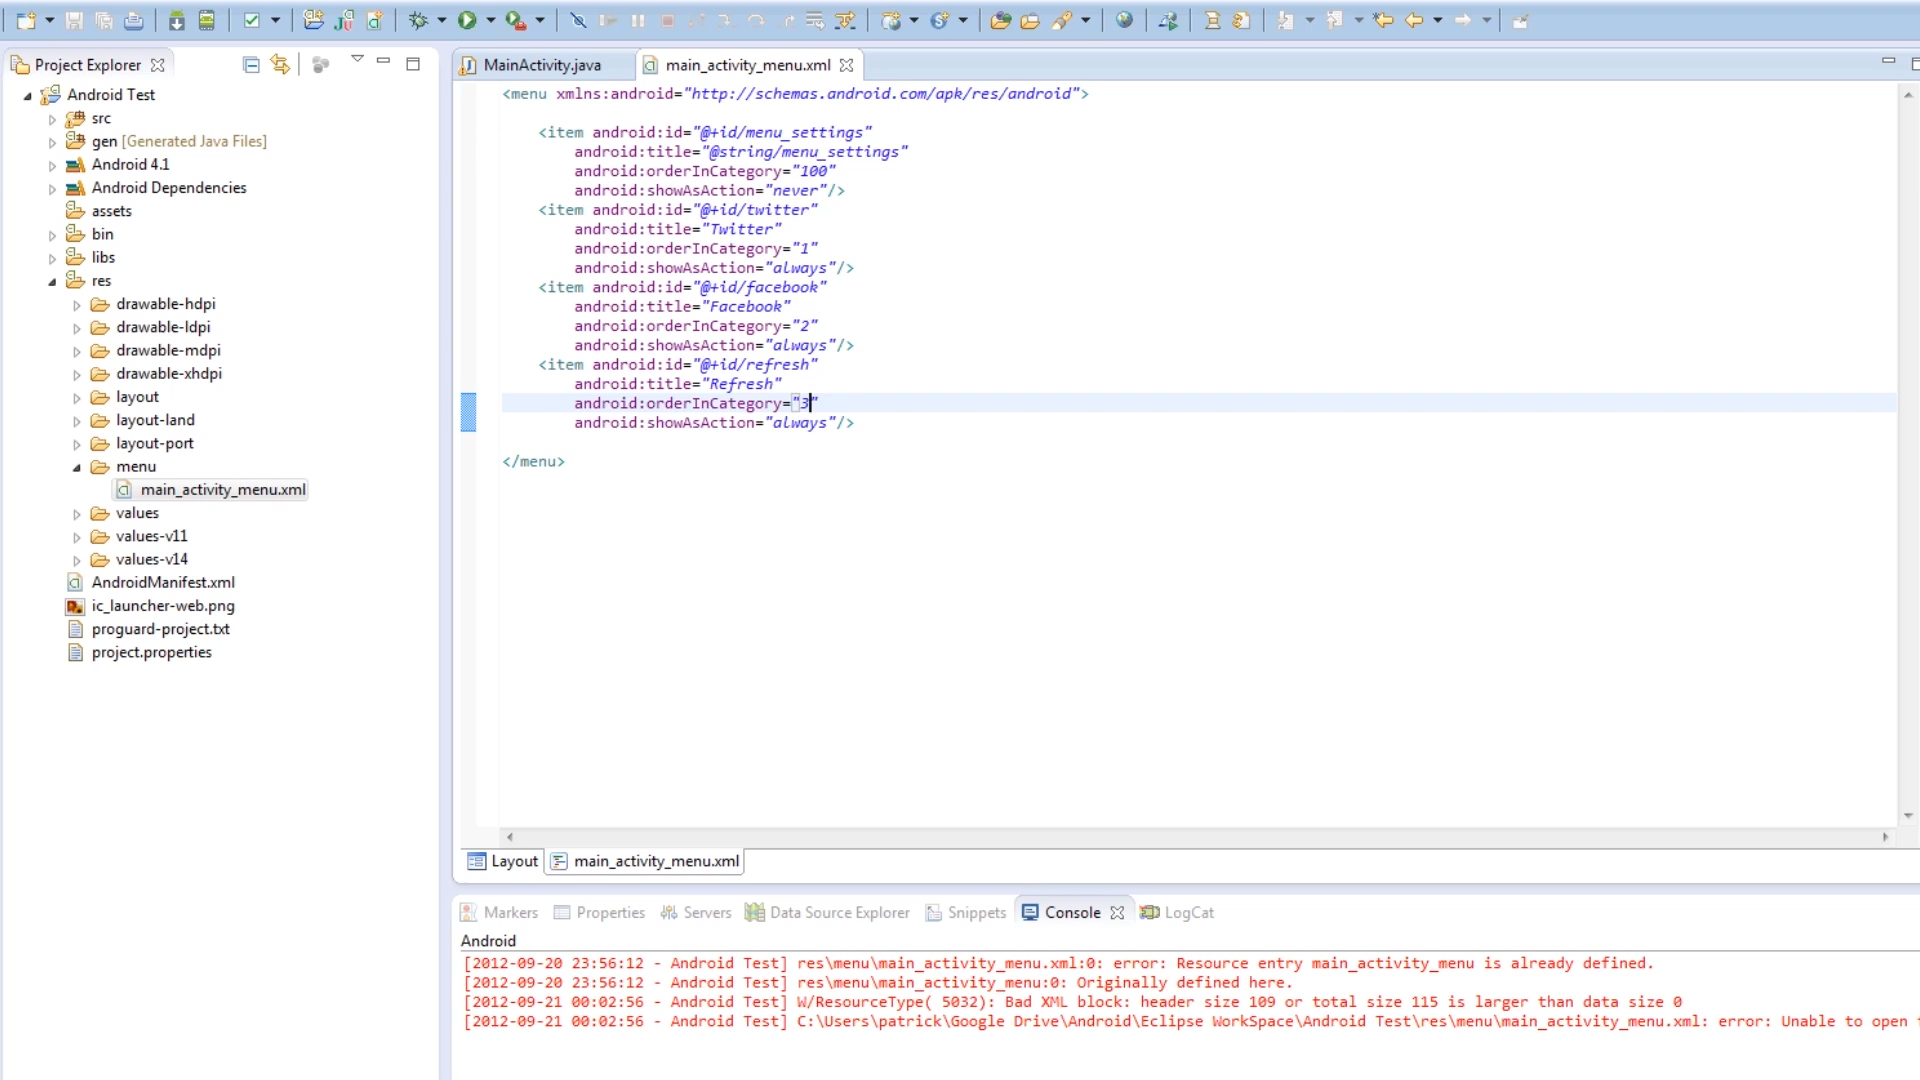 Project Explorer
Android Test
src
gen [Generated Java Files]
Android 4.1
Android Dependencies
assets
bin
libs
res
drawable-hdpi
drawable-ldpi
drawable-mdpi
drawable-xhdpi
layout
layout-land
layout-port
menu
main_activity_menu.xml
values
values-v11
values-v14
AndroidManifest.xml
ic_launcher-web.png
proguard-project.txt
project.properties
MainActivity.java main_activity_menu.xml
<menu xmlns:android="http://schemas.android.com/apk/res/android">
<item android:id="@+id/menu_settings"
android:title="@string/menu_settings"
android:orderInCategory="100"
android:showAsAction="never"/>
<item android:id="@+id/twitter"
android:title="Twitter"
android:orderInCategory="1"
android:showAsAction="always"/>
<item android:id="@+id/facebook"
android:title="Facebook"
android:orderInCategory="2"
android:showAsAction="always"/>
<item android:id="@+id/refresh"
android:title="Refresh"
android:orderInCategory="3"
android:showAsAction="always"/>
</menu>
Layout main_activity_menu.xml
Markers Properties Servers Data Source Explorer Snippets Console LogCat
Android
[2012-09-20 23:56:12 - Android Test] res\menu\main_activity_menu.xml:0: error: Resource entry main_activity_menu is already defined.
[2012-09-20 23:56:12 - Android Test] res\menu\main_activity_menu:0: Originally defined here.
[2012-09-21 00:02:56 - Android Test] W/ResourceType( 5032): Bad XML block: header size 109 or total size 115 is larger than data size 0
[2012-09-21 00:02:56 - Android Test] C:\Users\patrick\Google Drive\Android\Eclipse WorkSpace\Android Test\res\menu\main_activity_menu.xml: error: Unable to open